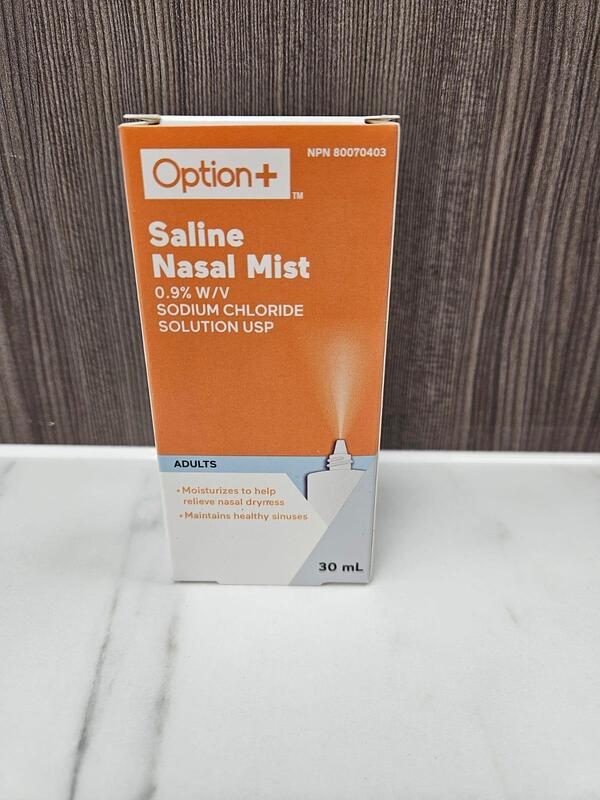 Option+
TM
NPN 80070403
Saline
Nasal Mist
0.9% W/V
SODIUM CHLORIDE
SOLUTION USP
ADULTS
• Moisturizes to help
relieve nasal dryness
• Maintains healthy sinuses
30 mL